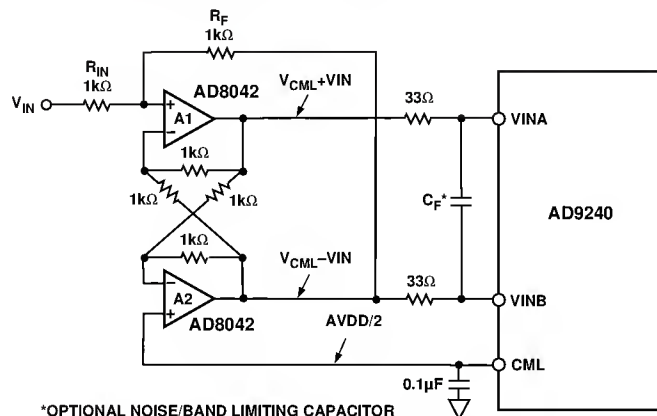 RF
1kΩ
RIN
1kΩ
VIN
AD8042
+
A1
−
VCML+VIN
33Ω
VINA
1kΩ
1kΩ
1kΩ
CF*
AD9240
1kΩ
VCML−VIN
−
A2
+
AD8042
33Ω
VINB
AVDD/2
CML
0.1µF
*OPTIONAL NOISE/BAND LIMITING CAPACITOR